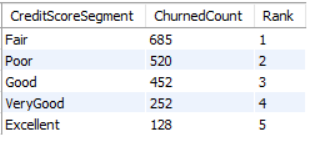 CreditScoreSegment ChurnedCount Rank
Fair 685 1
Poor 520 2
Good 452 3
VeryGood 252 4
Excellent 128 5